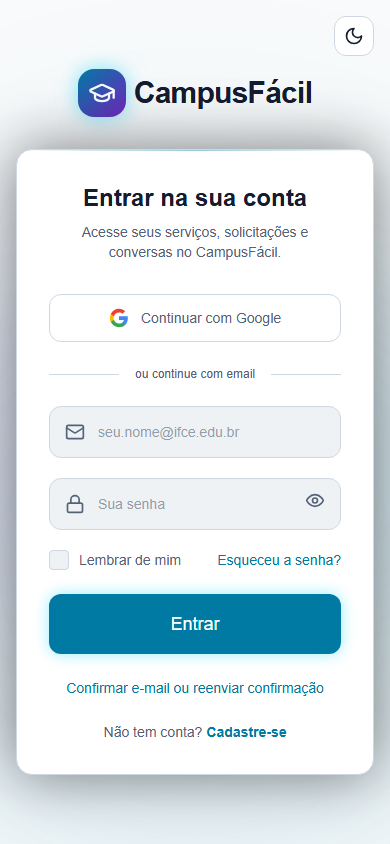 CampusFácil
Entrar na sua conta
Acesse seus serviços, solicitações e
conversas no CampusFácil.
Continuar com Google
ou continue com email
seu.nome@ifce.edu.br
Sua senha
Lembrar de mim
Esqueceu a senha?
Entrar
Confirmar e-mail ou reenviar confirmação
Não tem conta? Cadastre-se